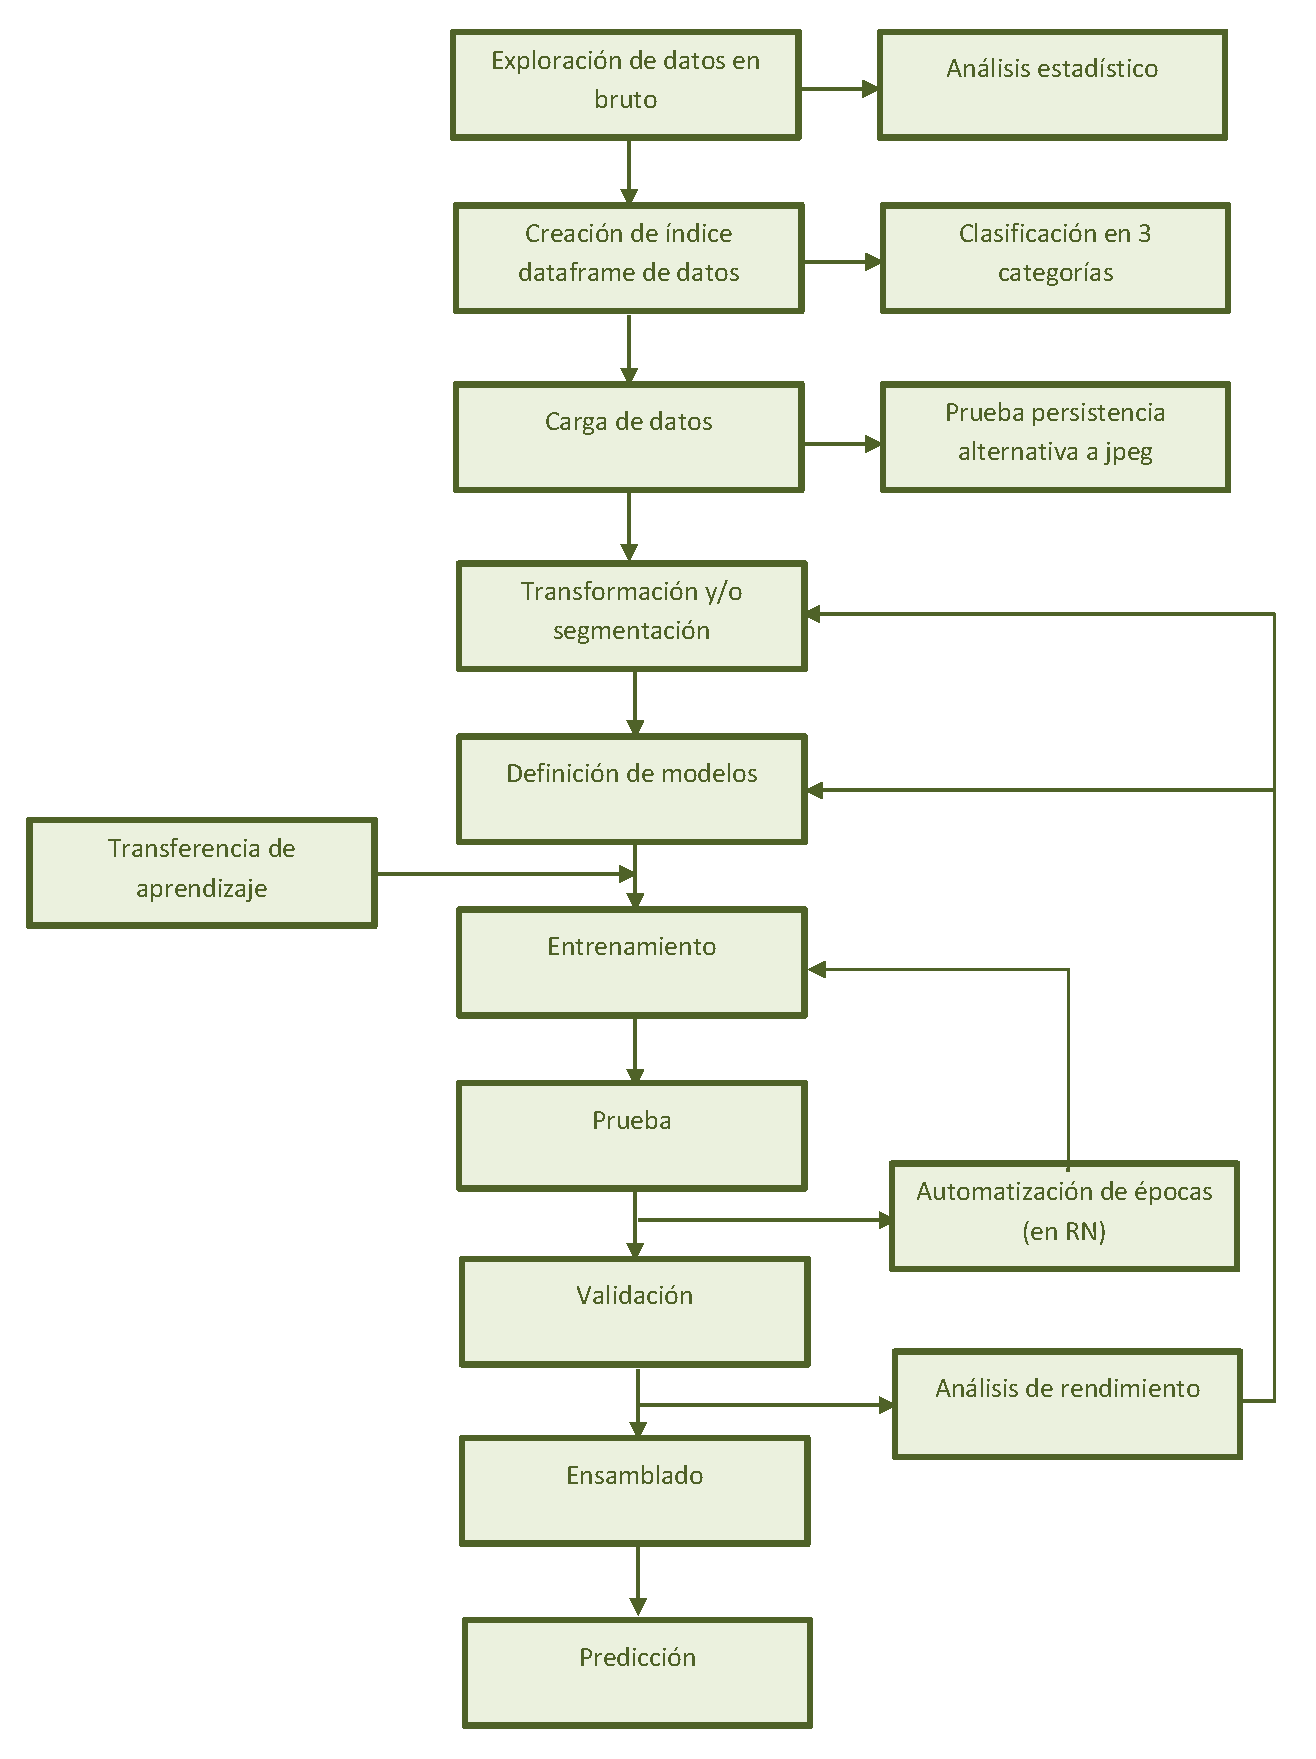 Exploración de datos en
bruto
Análisis estadístico
Creación de índice
dataframe de datos
Clasificación en 3
categorías
Carga de datos
Prueba persistencia
alternativa a jpeg
Transformación y/o
segmentación
Definición de modelos
Transferencia de
aprendizaje
Entrenamiento
Prueba
Automatización de épocas
(en RN)
Validación
Análisis de rendimiento
Ensamblado
Predicción